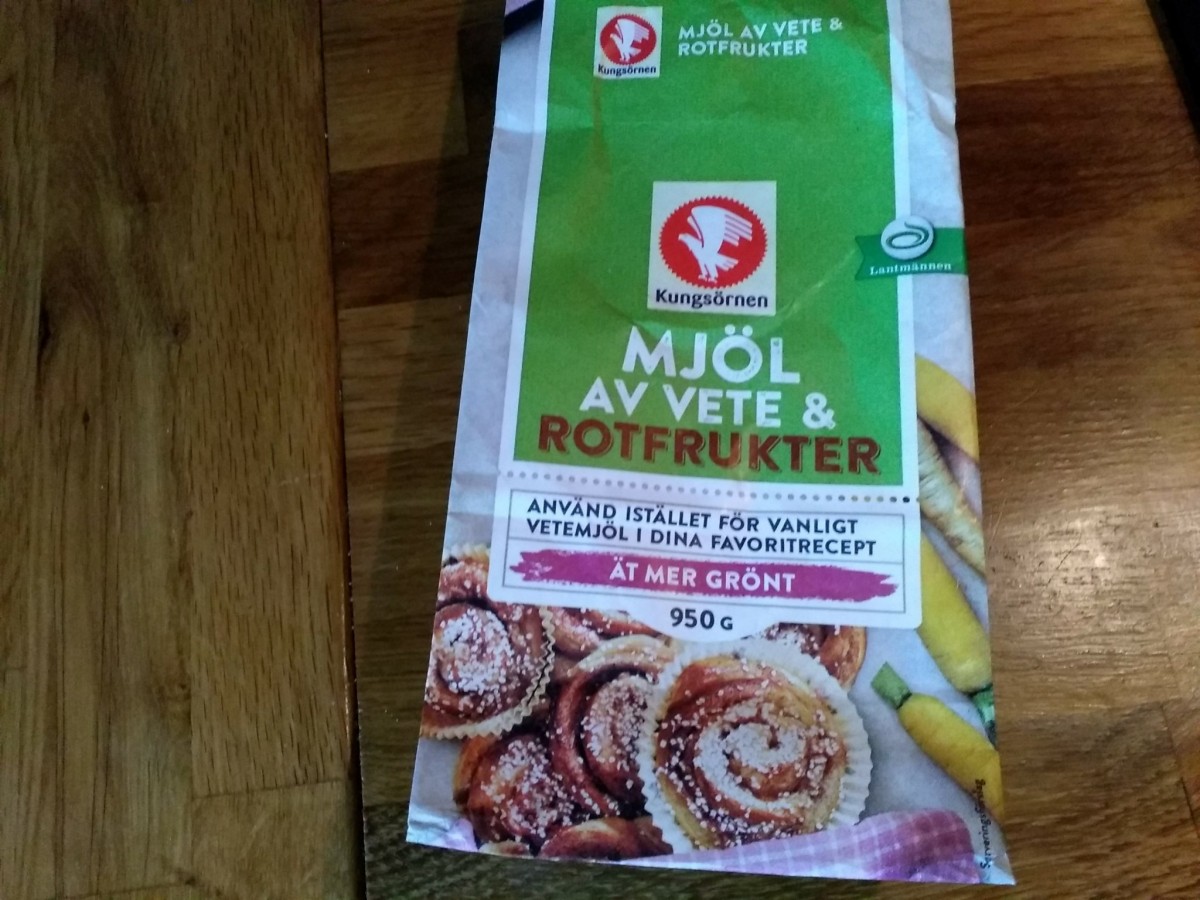 Kungsörnen
MJÖL AV VETE &
ROTFRUKTER
Kungsörnen
Lantmännen
MJÖL
AV VETE &
ROTFRUKTER
ANVÄND ISTÄLLET FÖR VANLIGT
VETEMJÖL I DINA FAVORITRECEPT
ÄT MER GRÖNT
950 G
Serveringsförslag